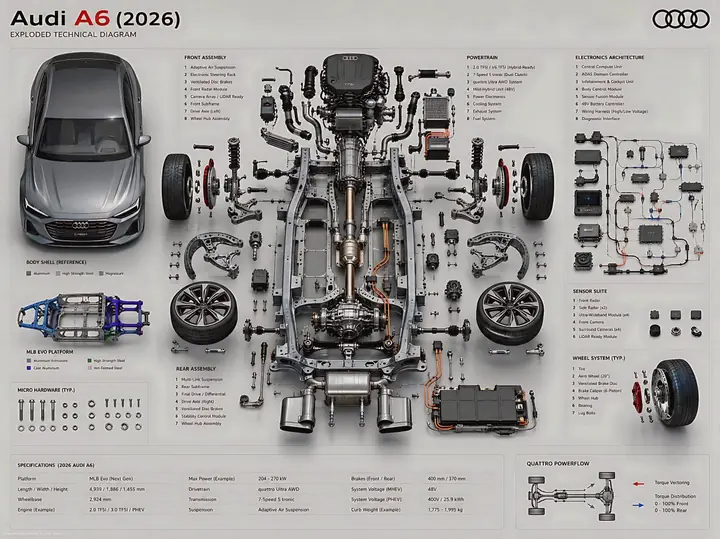 Audi A6 (2026)
EXPLODED TECHNICAL DIAGRAM
FRONT ASSEMBLY
1 Adaptive Air Suspension
2 Electronic Steering Rack
3 Ventilated Disc Brakes
4 Front Radar Module
5 Camera Array / LiDAR Ready
6 Front Subframe
7 Drive Axle (Left)
8 Wheel Hub Assembly
POWERTRAIN
1 2.0 TFSI / V6 TFSI (Hybrid Ready)
2 7-Speed S tronic (Dual Clutch)
3 quattro Ultra AWD System
4 Mild Hybrid Unit (48V)
5 Power Electronics
6 Cooling System
7 Exhaust System
8 Fuel System
ELECTRONICS ARCHITECTURE
1 Central Compute Unit
2 ADAS Domain Controller
3 Infotainment & Cockpit Unit
4 Body Control Module
5 Sensor Fusion Module
6 48V Battery Controller
7 Wiring Harness (High/Low Voltage)
8 Diagnostic Interface
BODY SHELL (REFERENCE)
Aluminum
High Strength Steel
Magnesium
MLB EVO PLATFORM
High Strength Steel
Cast Aluminum
MICRO HARDWARE (TYP.)
REAR ASSEMBLY
1 Multi-Link Suspension
2 Rear Subframe
3 Final Drive / Differential
4 Drive Axle (Right)
5 Ventilated Disc Brakes
6 Stability Control Module
7 Wheel Hub Assembly
SENSOR SUITE
1 Front Radar
2 Side Radar (x2)
3 Ultra-Wideband Module
4 Front Camera
5 Surround Cameras (x4)
6 LiDAR Ready Module
WHEEL SYSTEM (TYP.)
1 Tire
2 Aero Wheel (20")
3 Ventilated Brake Disc
4 Brake Caliper (6-Piston)
5 Wheel Hub
6 Bearing
7 Lug Bolts
SPECIFICATIONS (2026 AUDI A6)
Platform MLB Evo (Next Gen) Max Power (Example) 204 - 270 kW Brakes (Front / Rear) 400 mm / 370 mm
Length / Width / Height 4,939 / 1,886 / 1,455 mm Drivetrain quattro Ultra AWD System Voltage (MHEV) 48V
Wheelbase 2,924 mm Transmission 7-Speed S tronic System Voltage (PHEV) 400V / 25.9 kWh
Engine (Example) 2.0 TFSI / 3.0 TFSI / PHEV Suspension Adaptive Air Suspension Curb Weight (Example) 1,775 - 1,995 kg
QUATTRO POWERFLOW
Torque Vectoring
Torque Distribution
0 - 100% Front
0 - 100% Rear